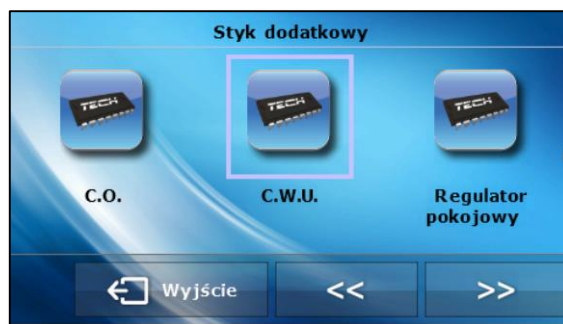 Styk dodatkowy
TECH TECH TECH
C.O. C.W.U. Regulator
pokojowy
Wyjście << >>